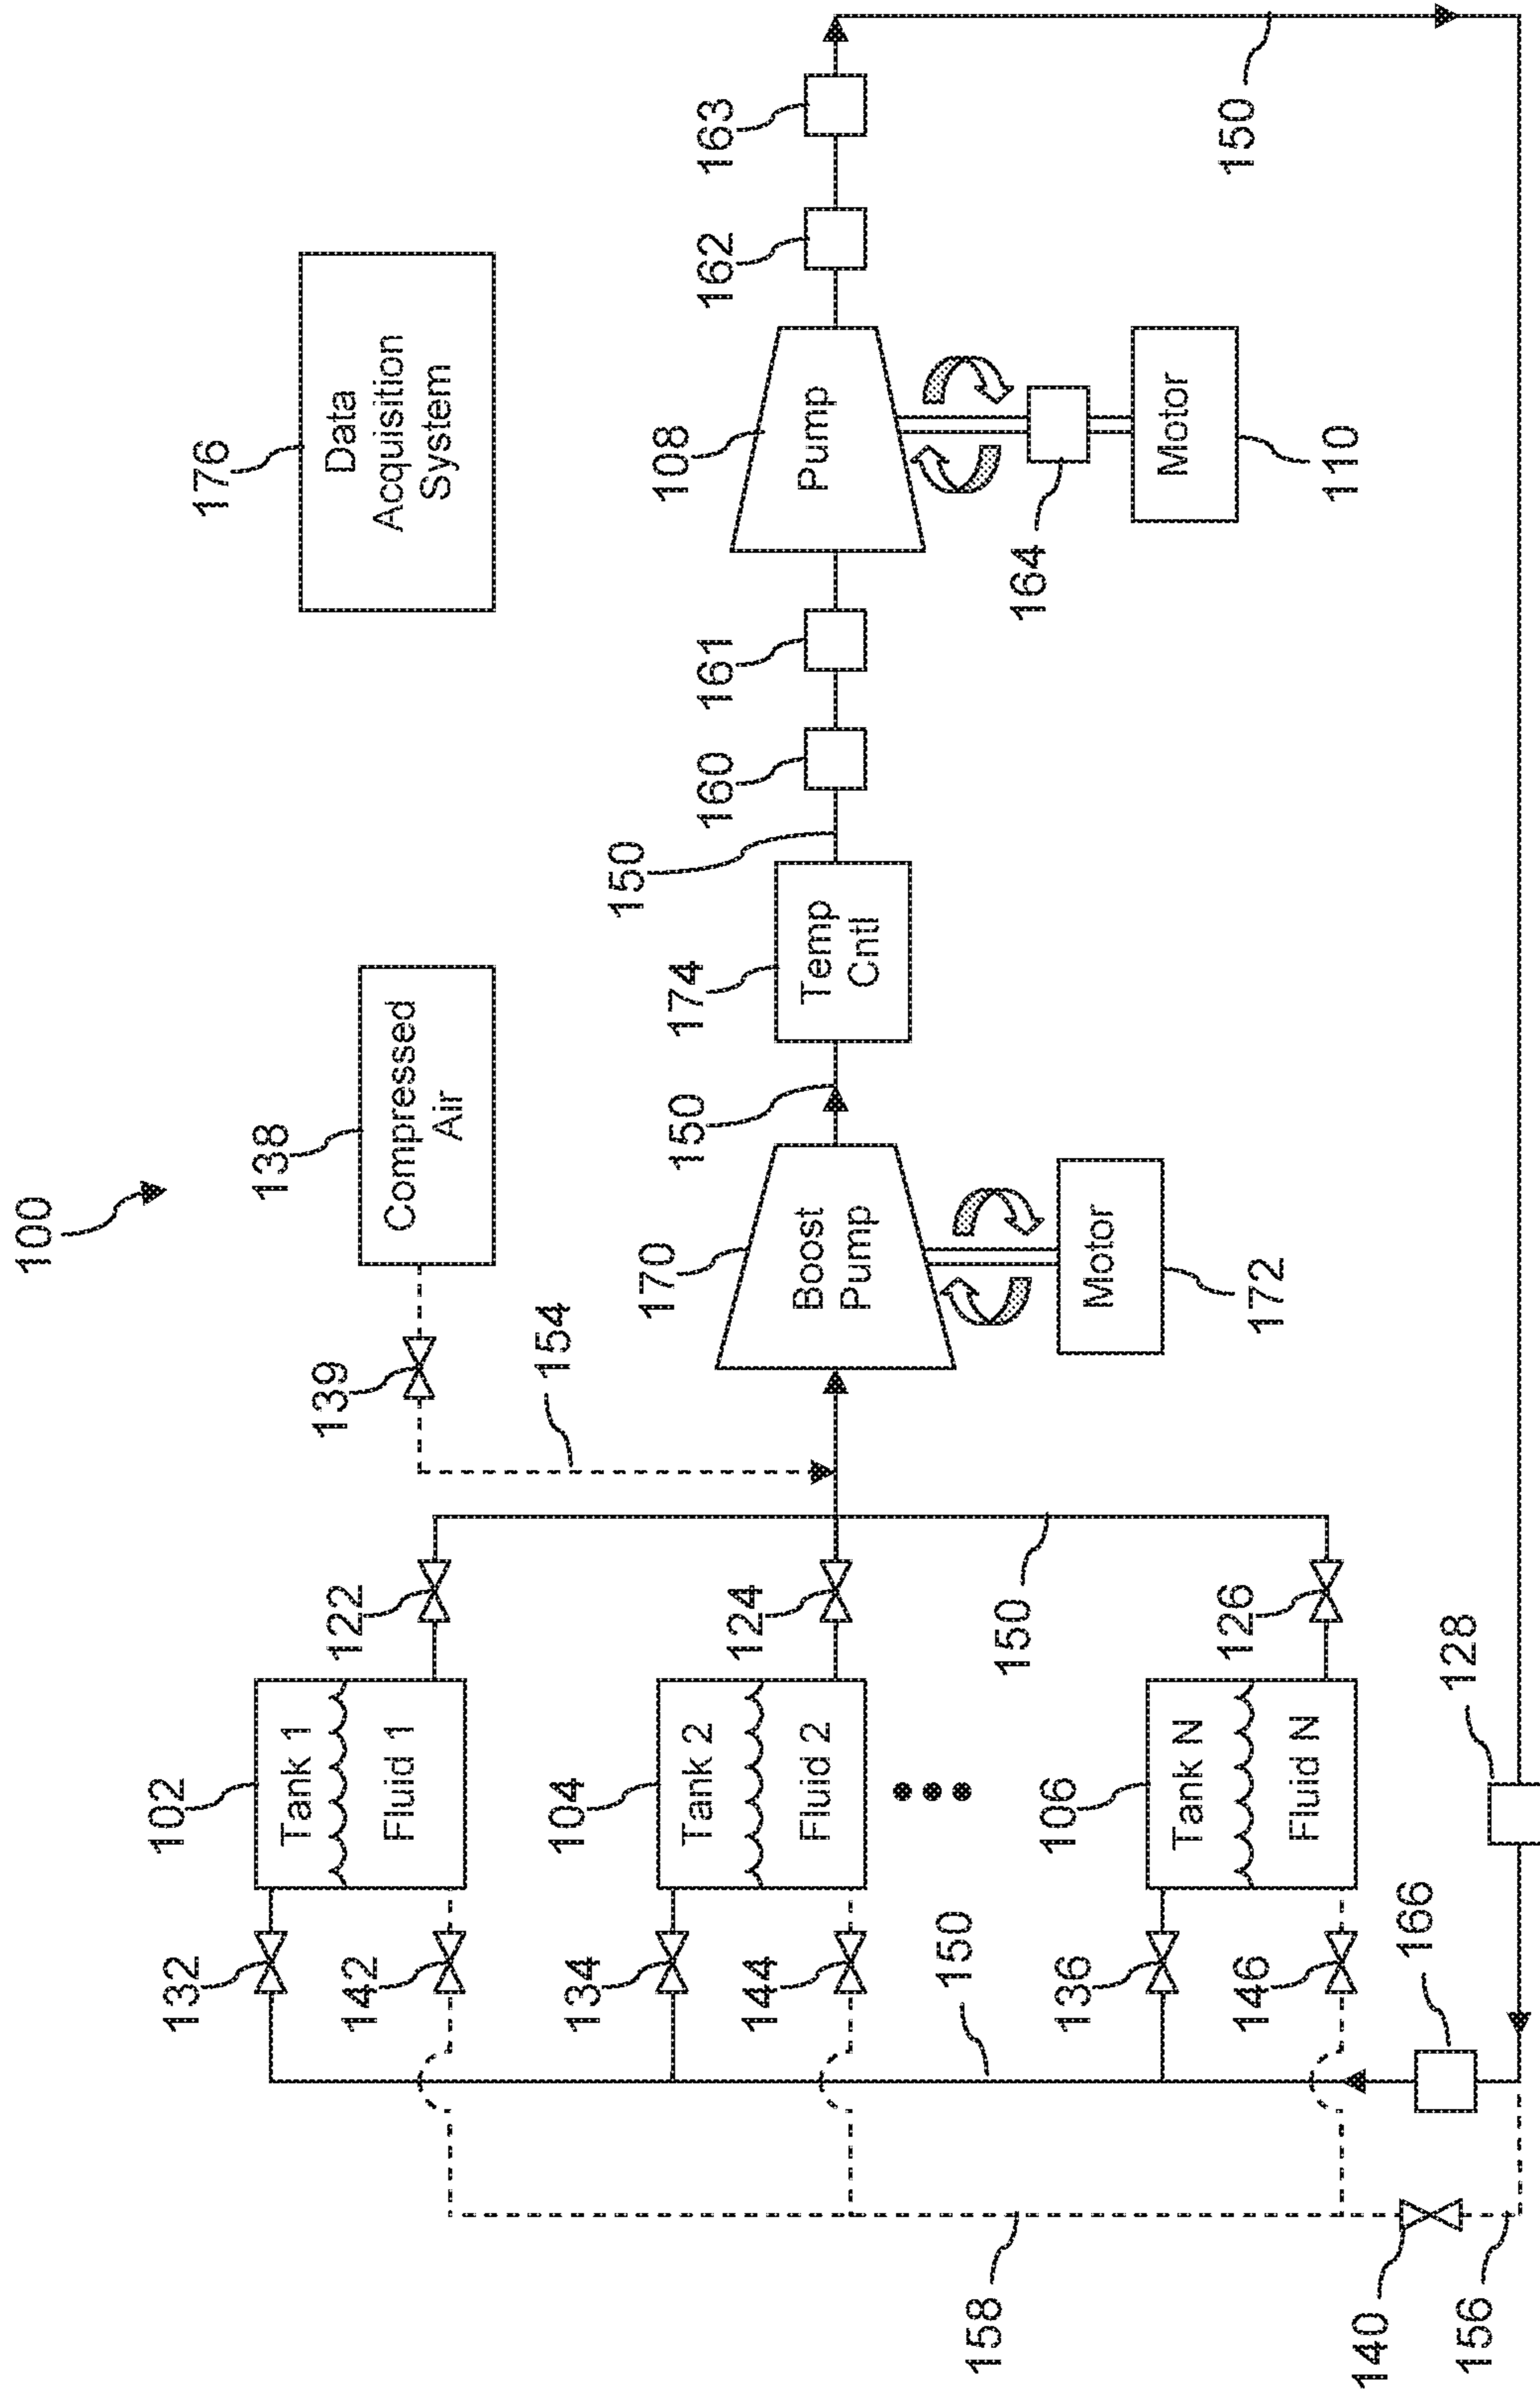 100
102
Tank 1
Fluid 1
122
132
142
104
Tank 2
Fluid 2
124
134
144
106
Tank N
Fluid N
126
136
146
150
150
158
140
156
166
128
138
Compressed
Air
139
154
170
Boost
Pump
172
Motor
150
174
Temp
Cntl
150
160
161
108
Pump
164
Motor
110
162
163
150
176
Data
Acquisition
System